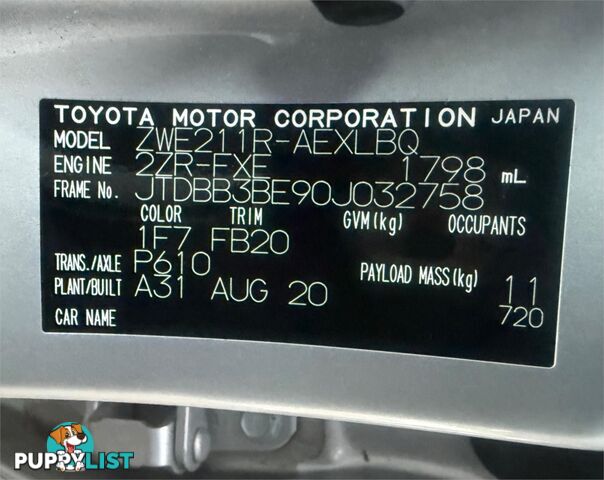 TOYOTA MOTOR CORPORATION JAPAN
MODEL ZWE211R-AEXLBQ
ENGINE 2ZR-FXE 1798 mL
FRAME No. JTDBB3BE90J032758
COLOR TRIM GVM(kg) OCCUPANTS
1F7 FB20
TRANS./AXLE P610 PAYLOAD MASS(kg) 11
PLANT/BUILT A31 AUG 20
CAR NAME 720
PUPPYLIST